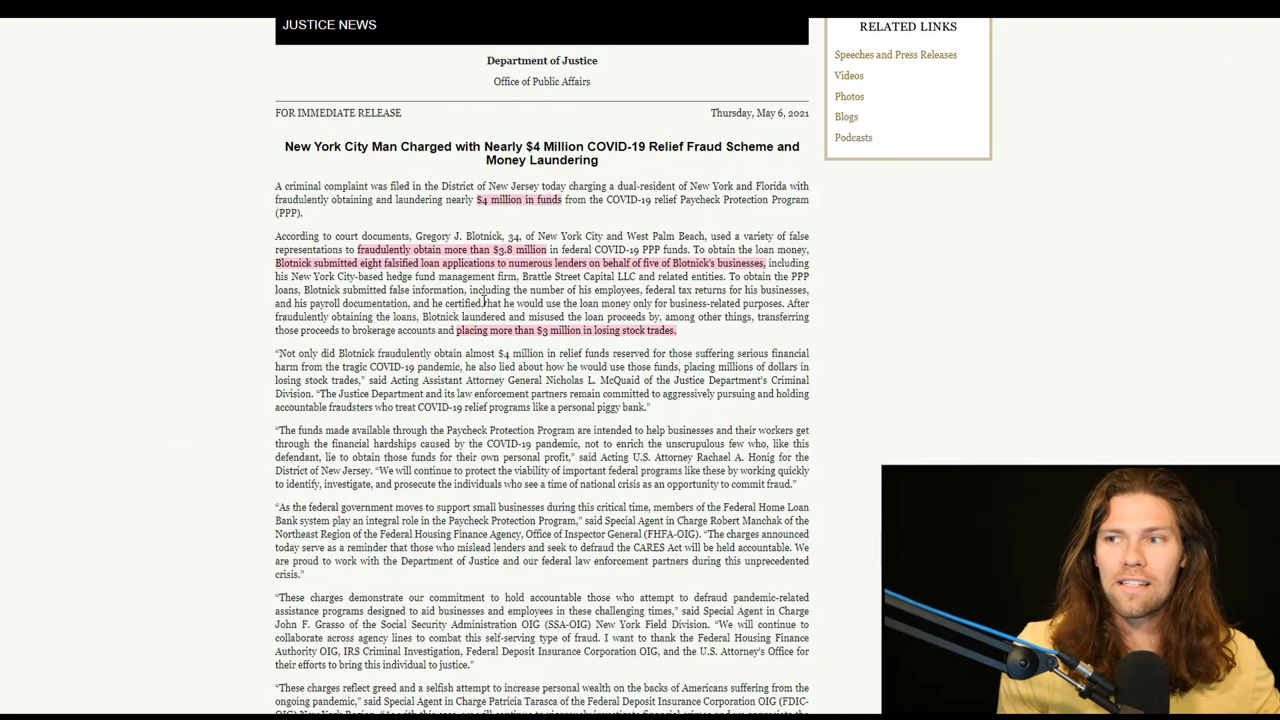 JUSTICE NEWS
RELATED LINKS
Speeches and Press Releases
Videos
Photos
Blogs
Podcasts
Department of Justice
Office of Public Affairs
FOR IMMEDIATE RELEASE
Thursday, May 6, 2021
New York City Man Charged with Nearly $4 Million COVID-19 Relief Fraud Scheme and
Money Laundering
A criminal complaint was filed in the District of New Jersey today charging a dual-resident of New York and Florida with
fraudulently obtaining and laundering nearly $4 million in funds from the COVID-19 relief Paycheck Protection Program
(PPP).
According to court documents, Gregory J. Blotnick, 34, of New York City and West Palm Beach, used a variety of false
representations to fraudulently obtain more than $3.8 million in federal COVID-19 PPP funds. To obtain the loan money,
Blotnick submitted eight falsified loan applications to numerous lenders on behalf of five of Blotnick's businesses, including
his New York City-based hedge fund management firm, Brattle Street Capital LLC and related entities. To obtain the PPP
loans, Blotnick submitted false information, including the number of his employees, federal tax returns for his businesses,
and his payroll documentation, and he certified that he would use the loan money only for business-related purposes. After
fraudulently obtaining the loans, Blotnick laundered and misused the loan proceeds by, among other things, transferring
those proceeds to brokerage accounts and placing more than $3 million in losing stock trades.
“Not only did Blotnick fraudulently obtain almost $4 million in relief funds reserved for those suffering serious financial
harm from the tragic COVID-19 pandemic, he also lied about how he would use those funds, placing millions of dollars in
losing stock trades,” said Acting Assistant Attorney General Nicholas L. McQuaid of the Justice Department's Criminal
Division. “The Justice Department and its law enforcement partners remain committed to aggressively pursuing and holding
accountable fraudsters who treat COVID-19 relief programs like a personal piggy bank.”
“The funds made available through the Paycheck Protection Program are intended to help businesses and their workers get
through the financial hardships caused by the COVID-19 pandemic, not to enrich the unscrupulous few who, like this
defendant, lie to obtain those funds for their own personal profit,” said Acting U.S. Attorney Rachael A. Honig for the
District of New Jersey. “We will continue to protect the viability of important federal programs like these by working quickly
to identify, investigate, and prosecute the individuals who see a time of national crisis as an opportunity to commit fraud.”
“As the federal government moves to support small businesses during this critical time, members of the Federal Home Loan
Bank system play an integral role in the Paycheck Protection Program,” said Special Agent in Charge Robert Manchak of the
Northeast Region of the Federal Housing Finance Agency, Office of Inspector General (FHFA-OIG). “The charges announced
today serve as a reminder that those who mislead lenders and seek to defraud the CARES Act will be held accountable. We
are proud to work with the Department of Justice and our federal law enforcement partners during this unprecedented
crisis.”
“These charges demonstrate our commitment to hold accountable those who attempt to defraud pandemic-related
assistance programs designed to aid businesses and employees in these challenging times,” said Special Agent in Charge
John F. Grasso of the Social Security Administration OIG (SSA-OIG) New York Field Division. “We will continue to
collaborate across agency lines to combat this self-serving type of fraud. I want to thank the Federal Housing Finance
Authority OIG, IRS Criminal Investigation, Federal Deposit Insurance Corporation OIG, and the U.S. Attorney's Office for
their efforts to bring this individual to justice.”
“These charges reflect greed and a selfish attempt to increase personal wealth on the backs of Americans suffering from the
ongoing pandemic,” said Special Agent in Charge Patricia Tarasca of the Federal Deposit Insurance Corporation OIG (FDIC-